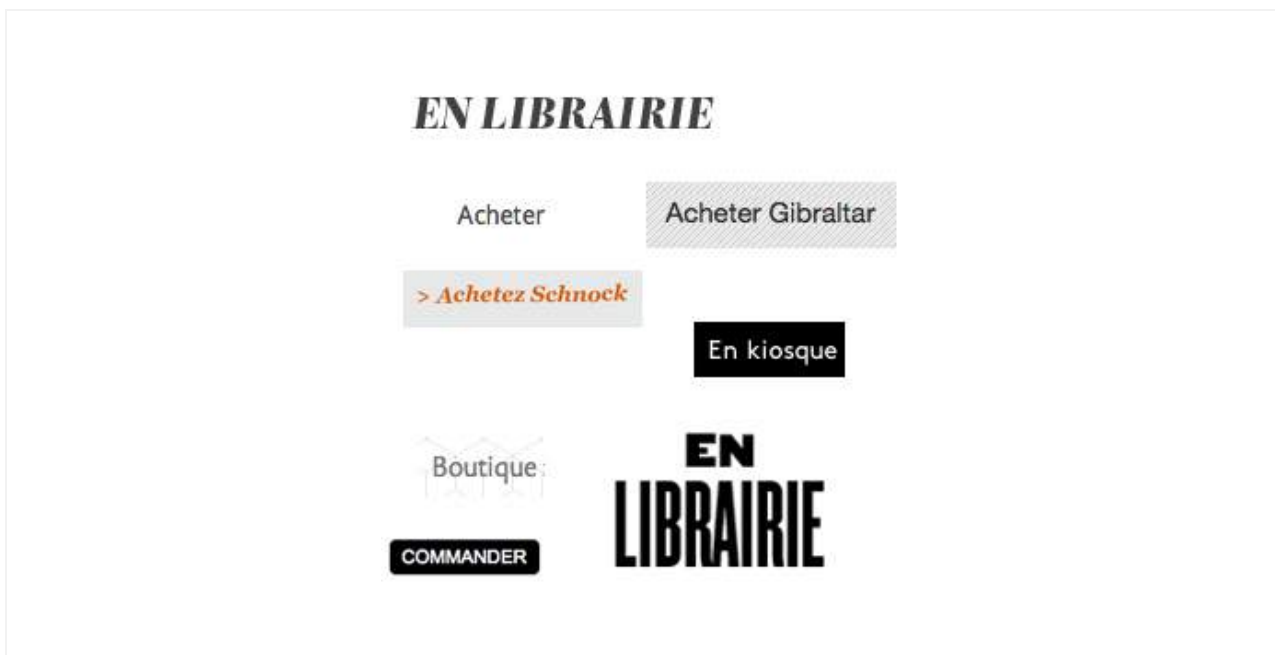 EN LIBRAIRIE
Acheter
Acheter Gibraltar
> Achetez Schnock
En kiosque
Boutique
EN
LIBRAIRIE
COMMANDER